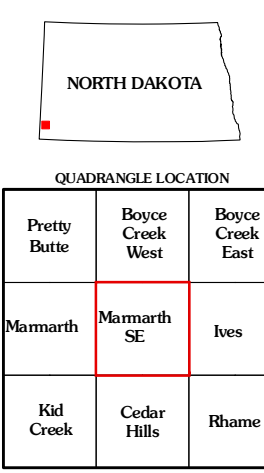 NORTH DAKOTA
QUADRANGLE LOCATION
Pretty
Butte
Boyce
Creek
West
Boyce
Creek
East
Marmarth
Marmarth
SE
Ives
Kid
Creek
Cedar
Hills
Rhame